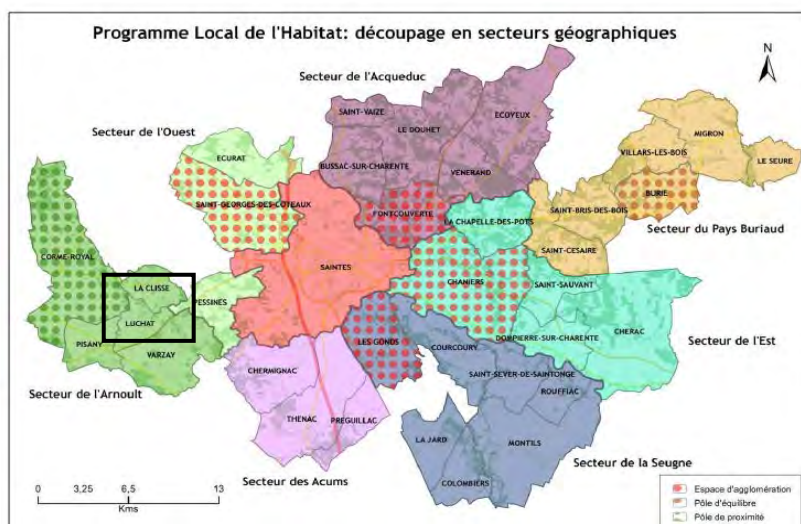 Programme Local de l'Habitat: découpage en secteurs géographiques
N
Secteur de l'Acqueduc
SAINT-VAIZE
ECOYEUX
LE DOUHET
MIGRON
Secteur de l'Ouest
VILLARS-LES-BOIS
LE SEURE
ECURAT
BUSSAC-SUR-CHARENTE
VENERAND
BURIE
SAINT-GEORGES-DES-COTEAUX
FONTCOUVERTE
SAINT-BRIS-DES-BOIS
LA CHAPELLE-DES-POTS
Secteur du Pays Buriaud
SAINT-CESAIRE
CORME-ROYAL
SAINTES
LA CLISSE
PESSINES
CHANIERS
SAINT-SAUVANT
LUCHAT
CHERAC
PISANY
LES GONDS
DOMPIERRE-SUR-CHARENTE
Secteur de l'Est
VARZAY
COURCOURY
CHERMIGNAC
SAINT-SEVER-DE-SAINTONGE
Secteur de l'Arnoult
ROUFFIAC
THENAC
PREGUILLAC
LA JARD
MONTILS
Secteur de la Seugne
Secteur des Acums
COLOMBIERS
0 3,25 6,5 13
Kms
Espace d'agglomération
Pôle d'équilibre
Pôle de proximité